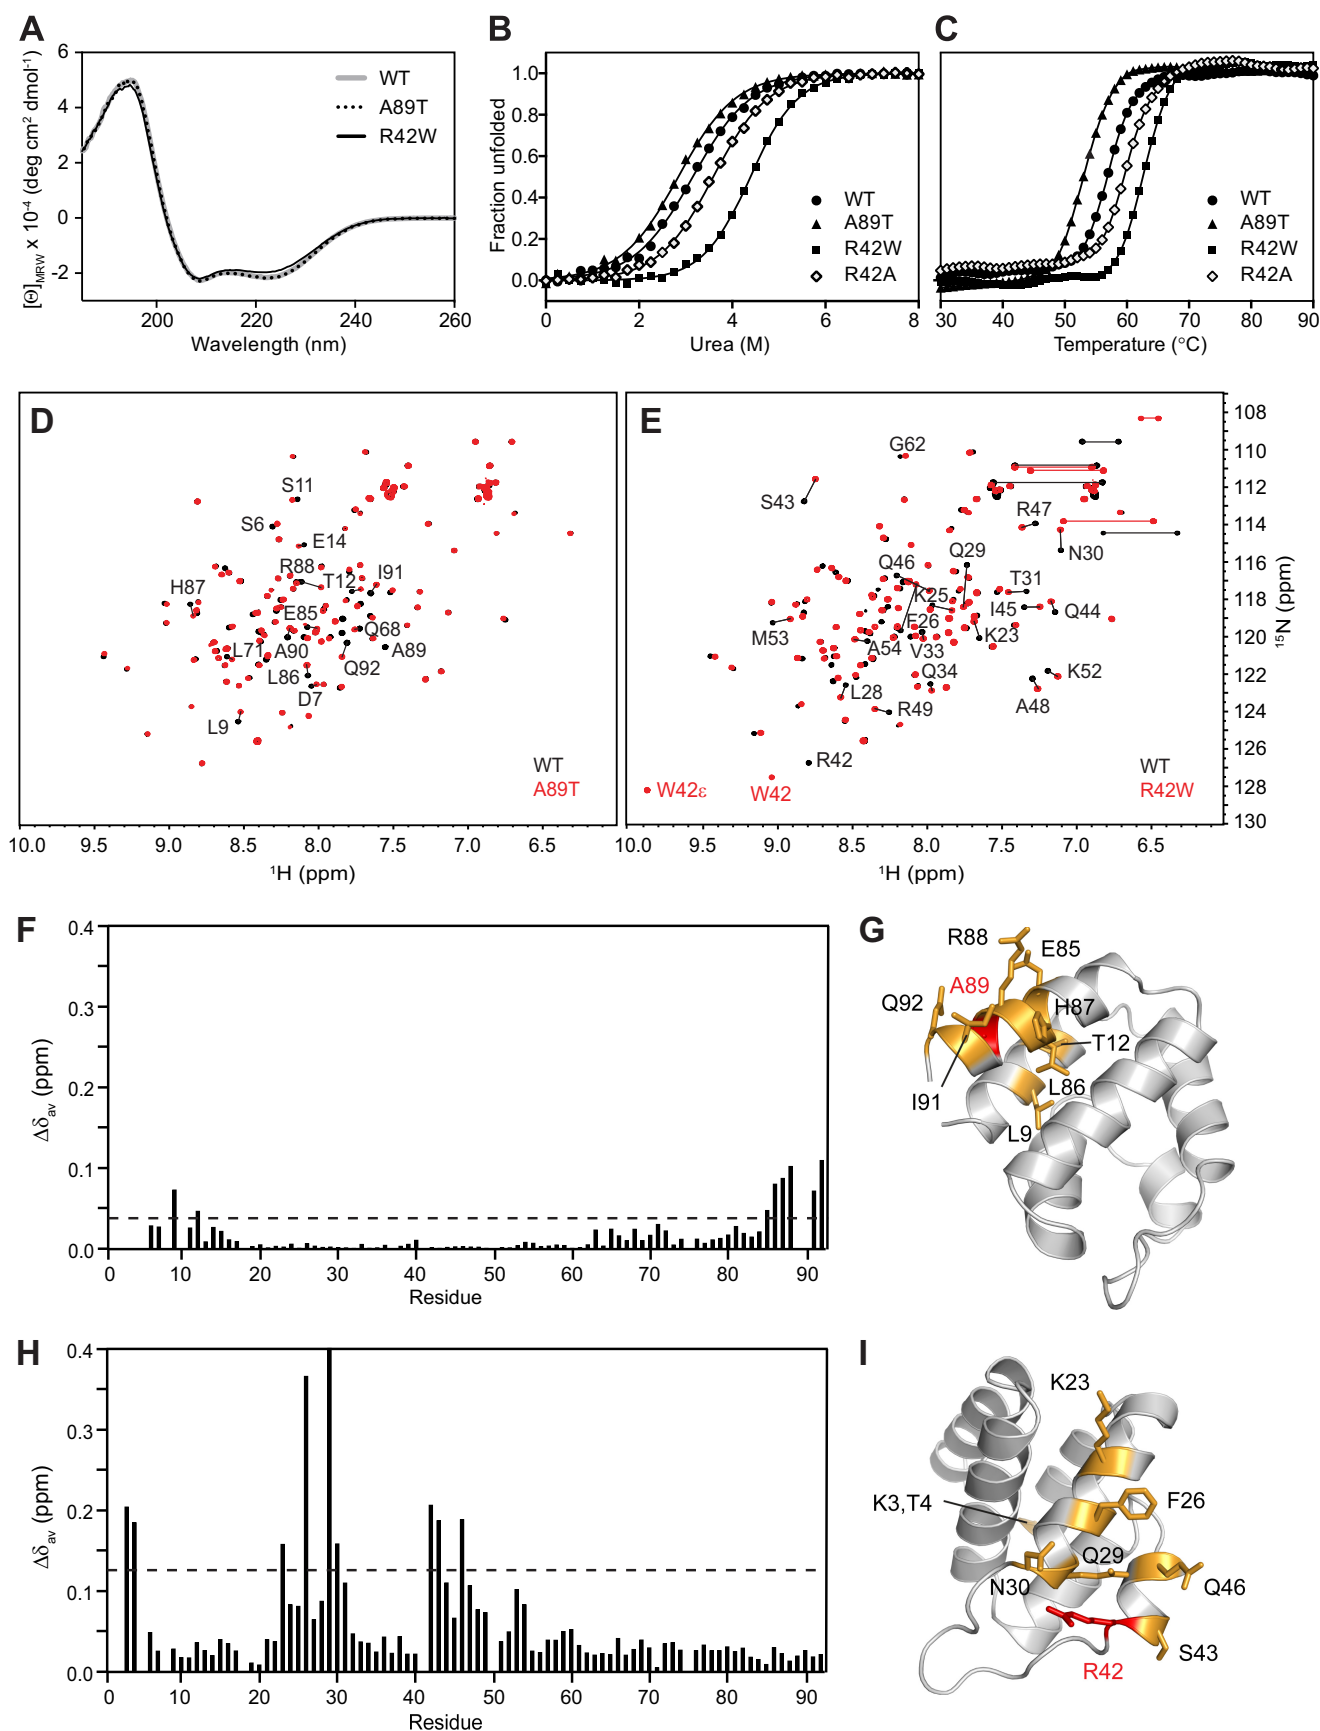 A
B
C
6
4
2
0
-2
[Θ]MRW x 10-4 (deg cm2 dmol-1)
WT
A89T
R42W
200
220
240
260
Wavelength (nm)
1.0
0.8
0.6
0.4
0.2
0.0
Fraction unfolded
WT
A89T
R42W
R42A
0
2
4
6
8
Urea (M)
WT
A89T
R42W
R42A
30
40
50
60
70
80
90
Temperature (°C)
D
S11
S6
E14
R88
T12
I91
H87
E85
Q68
L71
A90
A89
Q92
L86
D7
L9
WT
A89T
10.0
9.5
9.0
8.5
8.0
7.5
7.0
6.5
1H (ppm)
E
G62
S43
R47
N30
Q46
Q29
T31
K25
I45
Q44
M53
F26
K23
A54
V33
Q34
K52
L28
A48
R49
R42
W42ε
W42
WT
R42W
10.0
9.0
8.5
8.0
7.5
7.0
6.5
1H (ppm)
108
110
112
114
116
118
120
122
124
126
128
130
15N (ppm)
F
0.4
0.3
0.2
0.1
0.0
Δδav (ppm)
0
10
20
30
40
50
60
70
80
90
Residue
G
R88
E85
A89
Q92
H87
T12
L86
I91
L9
H
0.4
0.3
0.2
0.1
0.0
Δδav (ppm)
0
10
20
30
40
50
60
70
80
90
Residue
I
K23
K3,T4
F26
Q29
N30
Q46
S43
R42